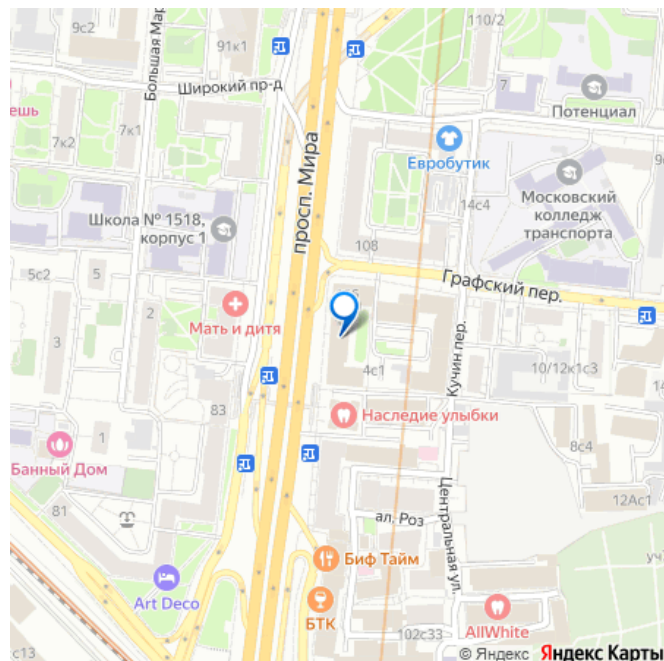 9с2
91к1
110/2
Большая Мар
Широкий пр-д
7
Потенциал
ешь
7к2
7к1
просп. Мира
Евробутик
14с4
Московский
колледж
транспорта
Школа № 1518,
корпус 1
108
Графский пер.
5с2
5
2
Мать и дитя
3
4с1
Кучин пер.
10/12к1с3
83
Наследие улыбки
14
1
8с4
Банный Дом
12Ас1
81
ал. Роз
Центральная ул.
уч
Биф Тайм
Art Deco
БТК
AllWhite
102с33
с13
© Яндекс Яндекс Карты